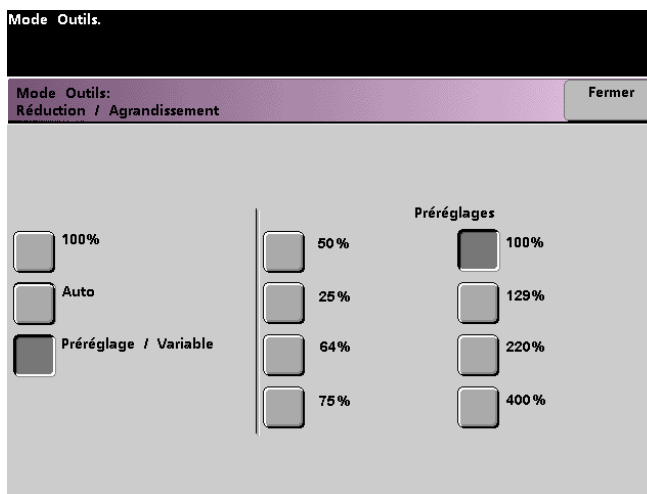 Mode Outils.
Mode Outils:
Réduction / Agrandissement
Fermer
Préréglages
100%
Auto
Préréglage / Variable
50%
25%
64%
75%
100%
129%
220%
400%